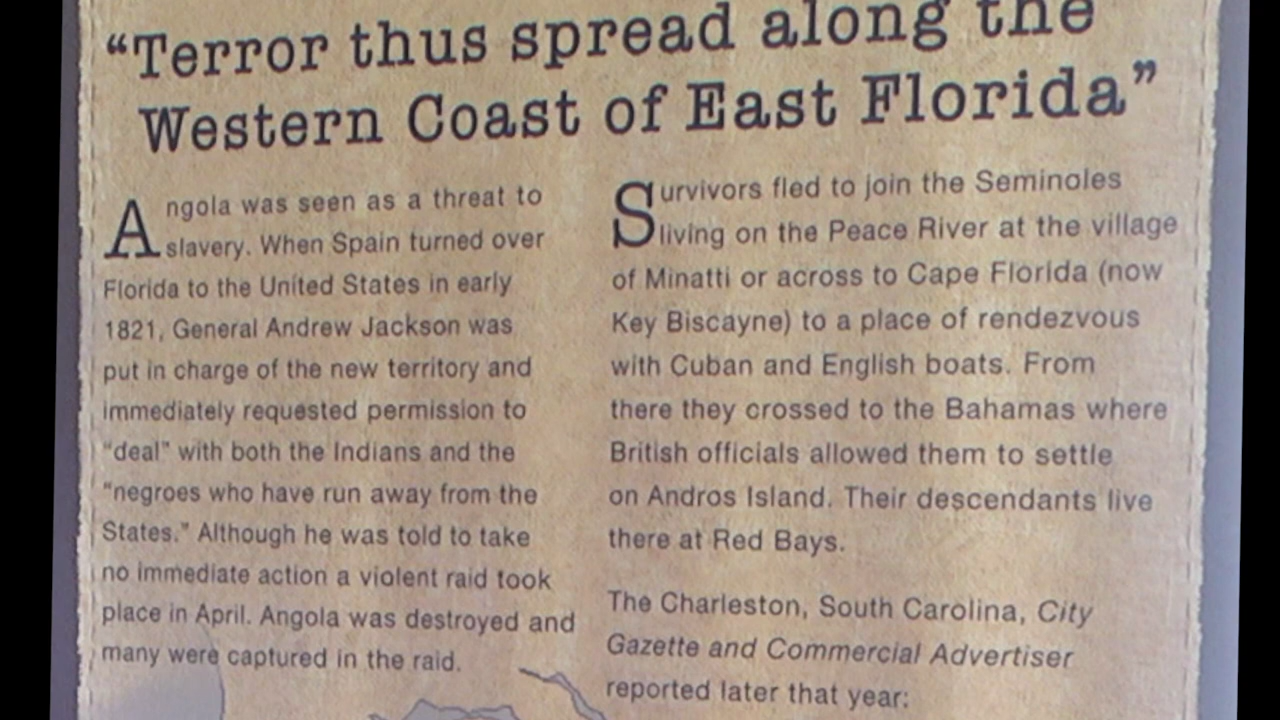 “Terror thus spread along the
Western Coast of East Florida”
Angola was seen as a threat to
slavery. When Spain turned over
Florida to the United States in early
1821, General Andrew Jackson was
put in charge of the new territory and
immediately requested permission to
“deal” with both the Indians and the
“negroes who have run away from the
States.” Although he was told to take
no immediate action a violent raid took
place in April. Angola was destroyed and
many were captured in the raid.
Survivors fled to join the Seminoles
living on the Peace River at the village
of Minatti or across to Cape Florida (now
Key Biscayne) to a place of rendezvous
with Cuban and English boats. From
there they crossed to the Bahamas where
British officials allowed them to settle
on Andros Island. Their descendants live
there at Red Bays.
The Charleston, South Carolina, City
Gazette and Commercial Advertiser
reported later that year: